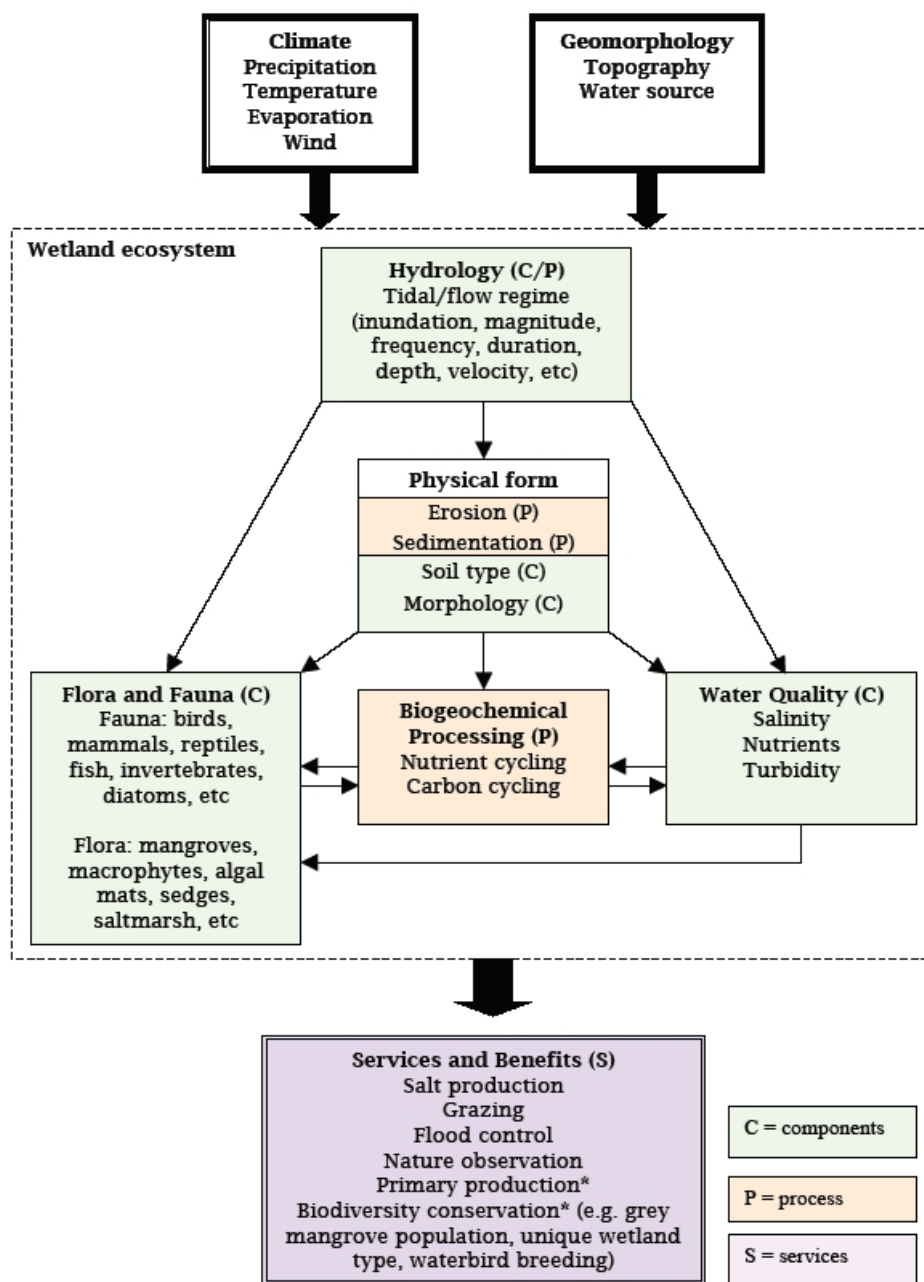 Climate
Precipitation
Temperature
Evaporation
Wind
Geomorphology
Topography
Water source
Wetland ecosystem
Hydrology (C/P)
Tidal/flow regime
(inundation, magnitude,
frequency, duration,
depth, velocity, etc)
Physical form
Erosion (P)
Sedimentation (P)
Soil type (C)
Morphology (C)
Flora and Fauna (C)
Fauna: birds,
mammals, reptiles,
fish, invertebrates,
diatoms, etc
Flora: mangroves,
macrophytes, algal
mats, sedges,
saltmarsh, etc
Biogeochemical
Processing (P)
Nutrient cycling
Carbon cycling
Water Quality (C)
Salinity
Nutrients
Turbidity
Services and Benefits (S)
Salt production
Grazing
Flood control
Nature observation
Primary production*
Biodiversity conservation* (e.g. grey
mangrove population, unique wetland
type, waterbird breeding)
C = components
P = process
S = services